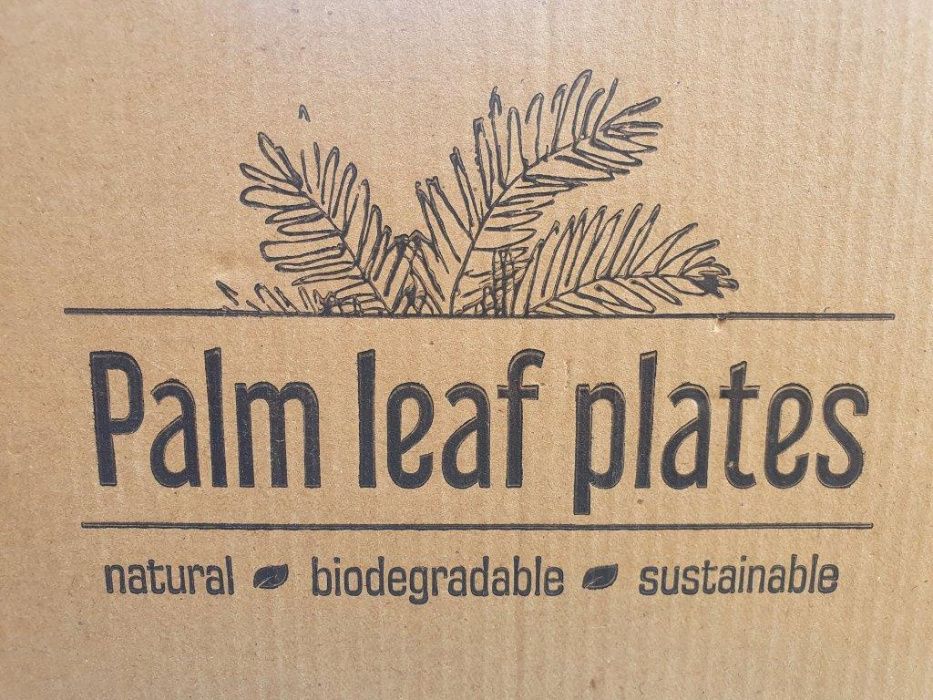 Palm leaf plates
natural biodegradable sustainable